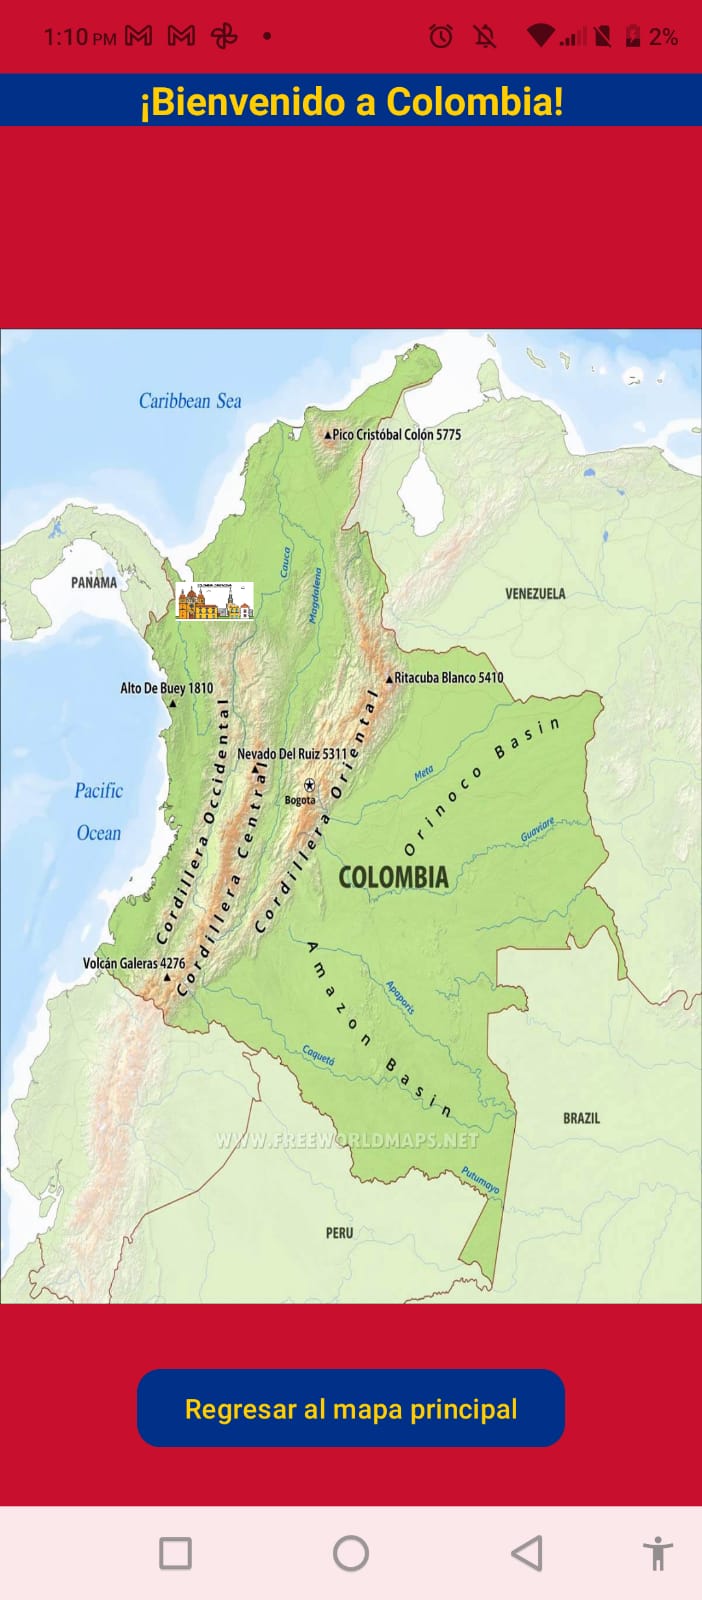 1:10 PM
2%
¡Bienvenido a Colombia!
Caribbean Sea
Pico Cristóbal Colón 5775
Cauca
Magdalena
PANAMA
VENEZUELA
Ritacuba Blanco 5410
Alto De Buey 1810
Orinoco Basin
Nevado Del Ruiz 5311
Meta
Pacific
Ocean
Bogota
Guaviare
COLOMBIA
Cordillera Occidental
Cordillera Central
Cordillera Oriental
Volcán Galeras 4276
Amazon Basin
Apaporis
Caquetá
BRAZIL
WWW.FREEWORLDMAPS.NET
Putumayo
PERU
Regresar al mapa principal